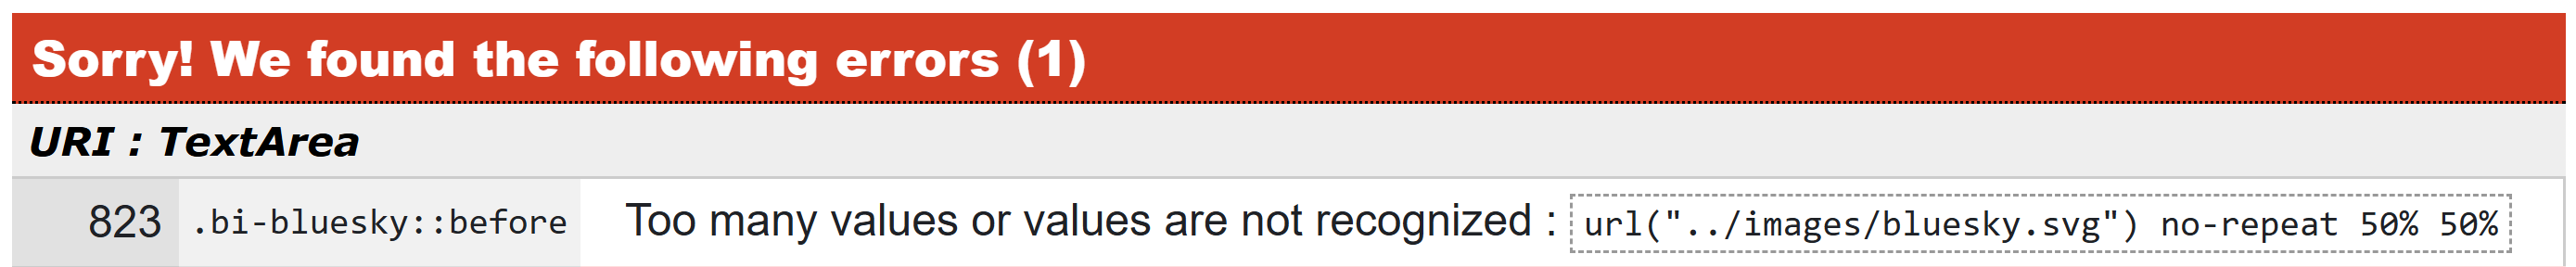 Sorry! We found the following errors (1)
URI : TextArea
823 .bi-bluesky::before Too many values or values are not recognized : url("../images/bluesky.svg") no-repeat 50% 50%